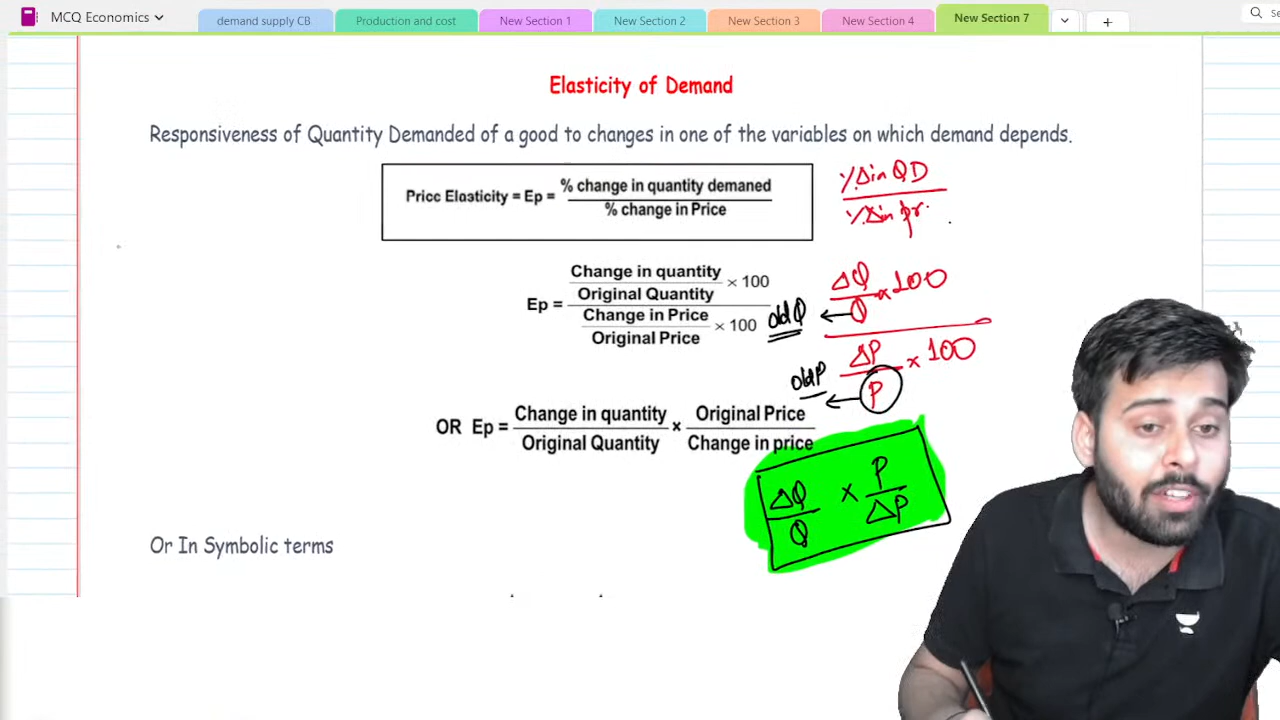 MCQ Economics
demand supply CB
Production and cost
New Section 1
New Section 2
New Section 3
New Section 4
New Section 7
+
Se
Elasticity of Demand
Responsiveness of Quantity Demanded of a good to changes in one of the variables on which demand depends.
Price Elasticity = Ep = % change in quantity demaned
% change in Price
% Δ in QD
% Δ in pr.
Ep = Change in quantity × 100
Original Quantity
Change in Price × 100
Original Price
ΔQ × 100
Q
old Q
ΔP × 100
P
old P
OR Ep = Change in quantity × Original Price
Original Quantity Change in price
ΔQ × P
Q ΔP
Or In Symbolic terms